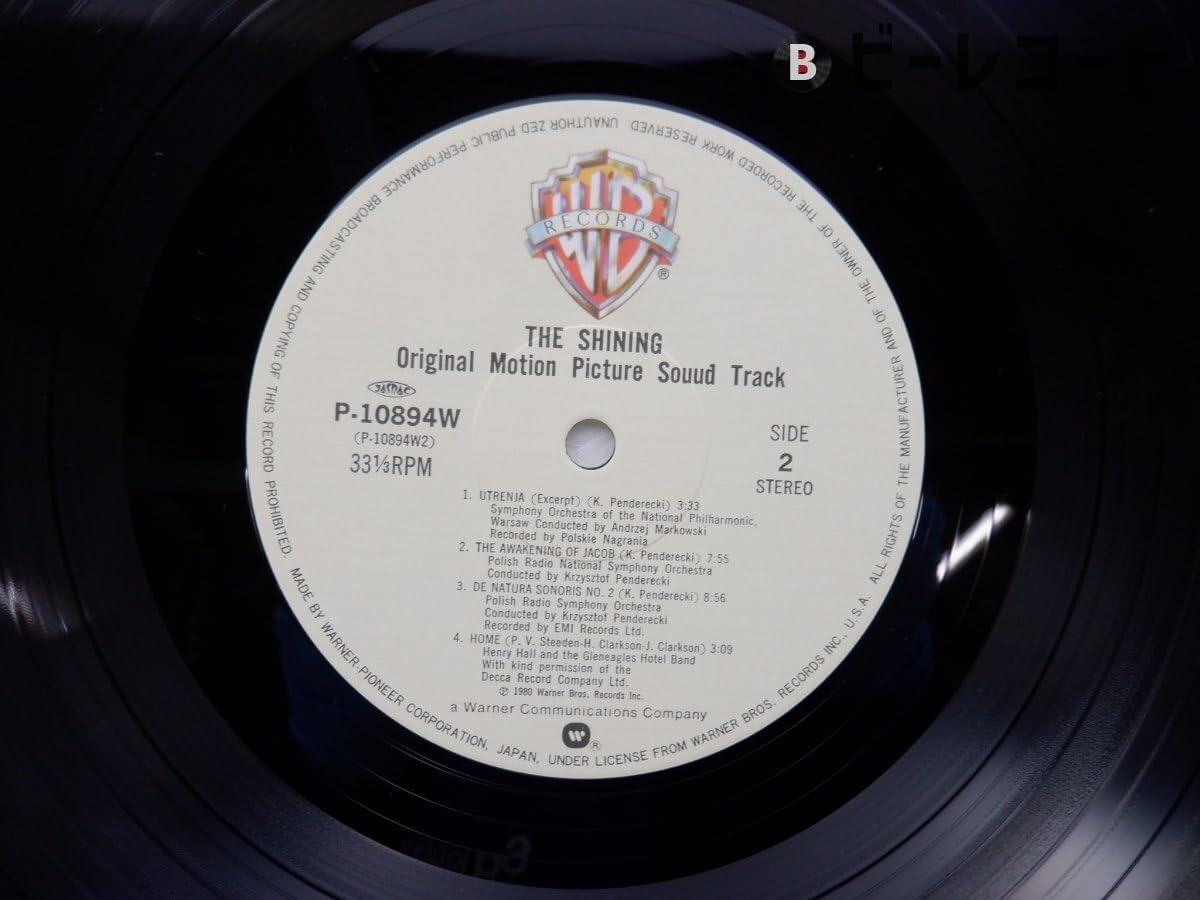 B ビーレコード
WB
RECORDS
®
THE SHINING
Original Motion Picture Souud Track
JASRAC
P-10894W
(P-10894W2)
33⅓RPM
SIDE
2
STEREO
1. UTRENJA (Excerpt) (K. Penderecki) 3:33
Symphony Orchestra of the National Philharmonic,
Warsaw Conducted by Andrzej Markowski
Recorded by Polskie Nagrania
2. THE AWAKENING OF JACOB (K. Penderecki) 7:55
Polish Radio National Symphony Orchestra
Conducted by Krzysztof Penderecki
3. DE NATURA SONORIS NO. 2 (K. Penderecki) 8:56
Polish Radio Symphony Orchestra
Conducted by Krzysztof Penderecki
Recorded by EMI Records Ltd.
4. HOME (P. V. Steeden-H. Clarkson-J. Clarkson) 3:09
Henry Hall and the Gleneagles Hotel Band
With kind permission of the
Decca Record Company Ltd.
℗ 1980 Warner Bros. Records Inc.
a Warner Communications Company
®
ALL RIGHTS OF THE MANUFACTURER AND OF THE OWNER OF THE RECORDED WORK RESERVED. UNAUTHOR ZED PUBLIC PERFORMANCE BROADCASTING AND COPYING OF THIS RECORD PROHIBITED.
MADE BY WARNER-PIONEER CORPORATION, JAPAN, UNDER LICENSE FROM WARNER BROS. RECORDS INC., U.S.A.